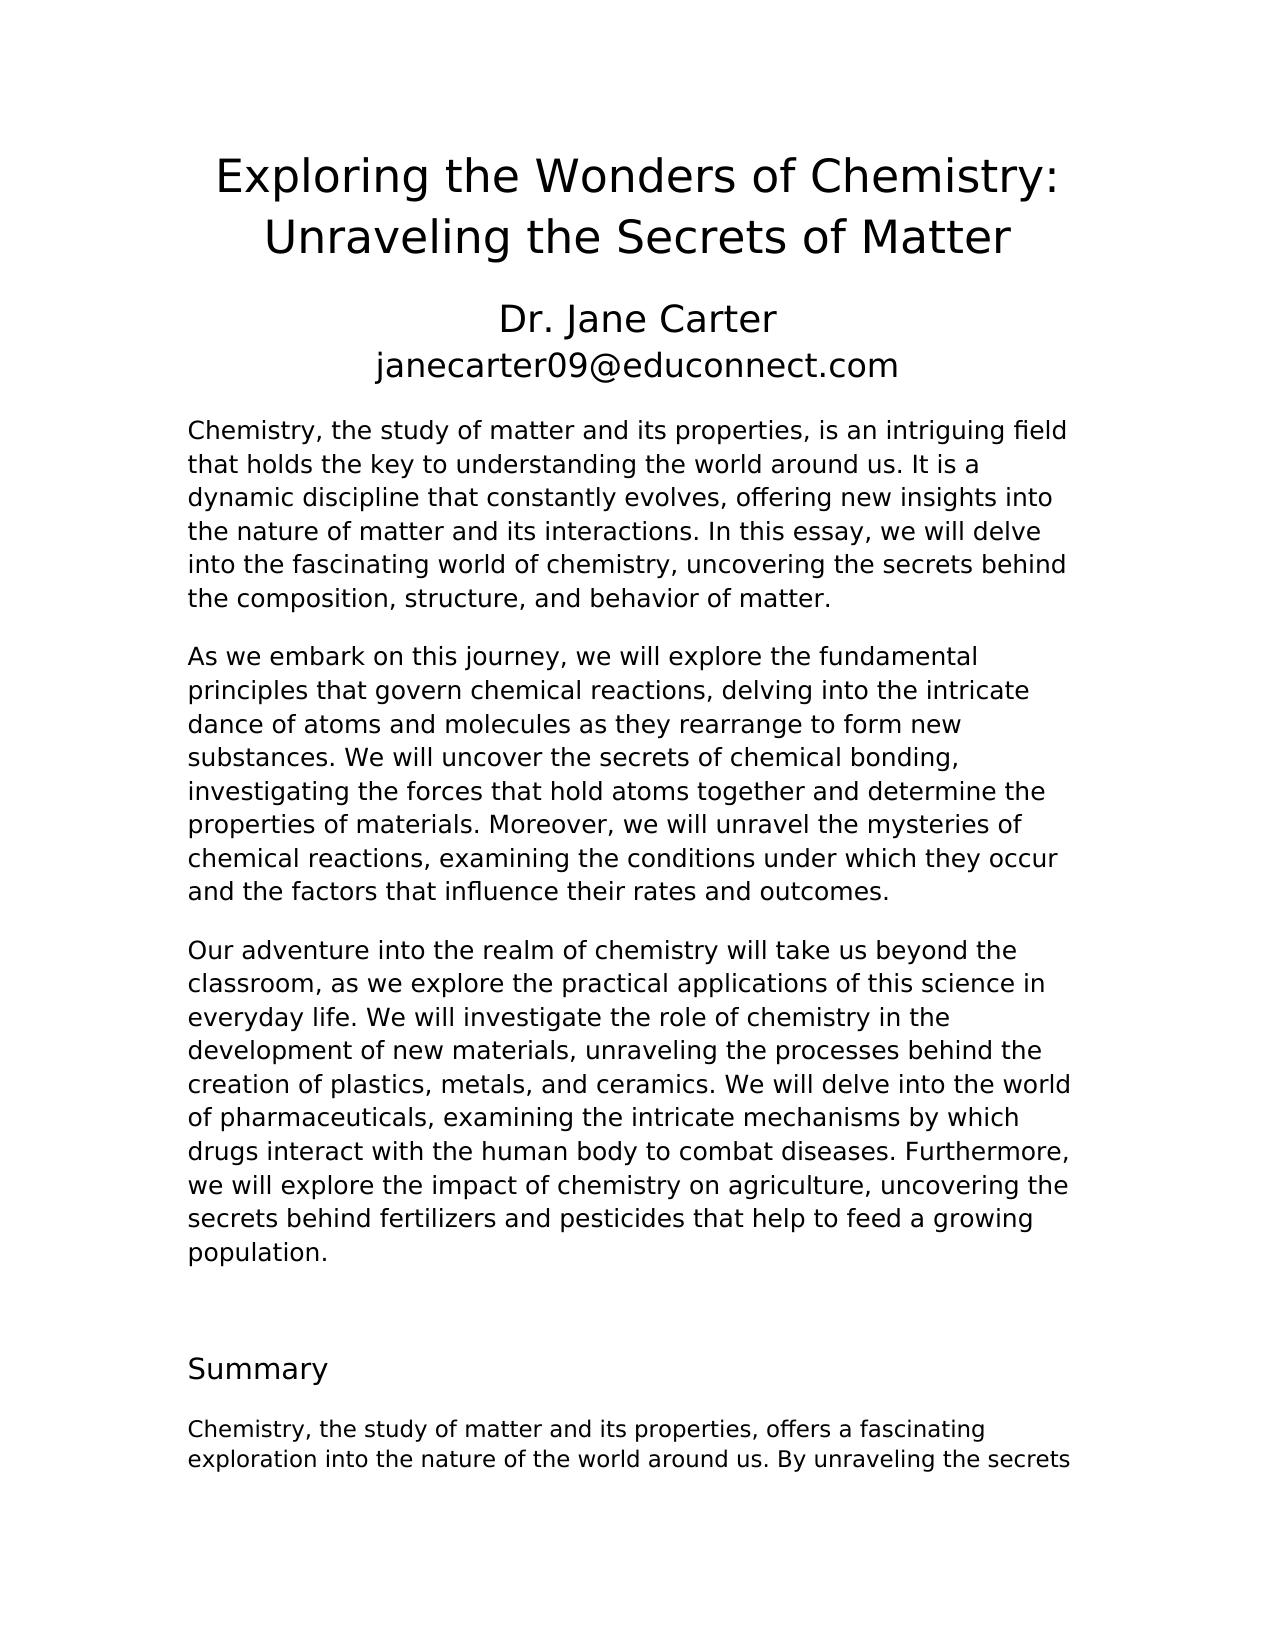 Exploring the Wonders of Chemistry:
Unraveling the Secrets of Matter
Dr. Jane Carter
janecarter09@educonnect.com
Chemistry, the study of matter and its properties, is an intriguing field
that holds the key to understanding the world around us. It is a
dynamic discipline that constantly evolves, offering new insights into
the nature of matter and its interactions. In this essay, we will delve
into the fascinating world of chemistry, uncovering the secrets behind
the composition, structure, and behavior of matter.
As we embark on this journey, we will explore the fundamental
principles that govern chemical reactions, delving into the intricate
dance of atoms and molecules as they rearrange to form new
substances. We will uncover the secrets of chemical bonding,
investigating the forces that hold atoms together and determine the
properties of materials. Moreover, we will unravel the mysteries of
chemical reactions, examining the conditions under which they occur
and the factors that influence their rates and outcomes.
Our adventure into the realm of chemistry will take us beyond the
classroom, as we explore the practical applications of this science in
everyday life. We will investigate the role of chemistry in the
development of new materials, unraveling the processes behind the
creation of plastics, metals, and ceramics. We will delve into the world
of pharmaceuticals, examining the intricate mechanisms by which
drugs interact with the human body to combat diseases. Furthermore,
we will explore the impact of chemistry on agriculture, uncovering the
secrets behind fertilizers and pesticides that help to feed a growing
population.
Summary
Chemistry, the study of matter and its properties, offers a fascinating
exploration into the nature of the world around us. By unraveling the secrets